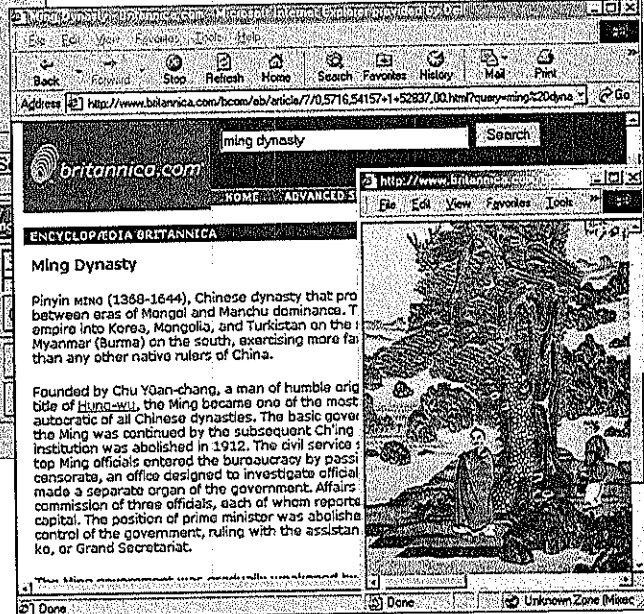 Ming Dynasty - britannica.com - Microsoft Internet Explorer provided by Dell
File Edit View Favorites Tools Help
Back Forward Stop Refresh Home Search Favorites History Mail Print
Address http://www.britannica.com/bcom/eb/article/7/0,5716,54157+1+52837,00.html?query=ming%20dyna Go
britannica.com
ming dynasty Search
HOME ADVANCED S
ENCYCLOPÆDIA BRITANNICA
Ming Dynasty
Pinyin MING (1368-1644), Chinese dynasty that pro
between eras of Mongol and Manchu dominance. T
empire into Korea, Mongolia, and Turkistan on the
Myanmar (Burma) on the south, exercising more far
than any other native rulers of China.
Founded by Chu Yüan-chang, a man of humble orig
title of Hung-wu, the Ming became one of the most
autocratic of all Chinese dynasties. The basic gover
the Ming was continued by the subsequent Ch'ing
institution was abolished in 1912. The civil service s
top Ming officials entered the bureaucracy by passi
censorate, an office designed to investigate official
made a separate organ of the government. Affairs
commission of three officials, each of whom reporte
capital. The position of prime minister was abolishe
control of the government, ruling with the assistan
ko, or Grand Secretariat.
The Ming government was gradually weakened by
Done
http://www.britannica.com
File Edit View Favorites Tools
Done Unknown Zone (Mixed